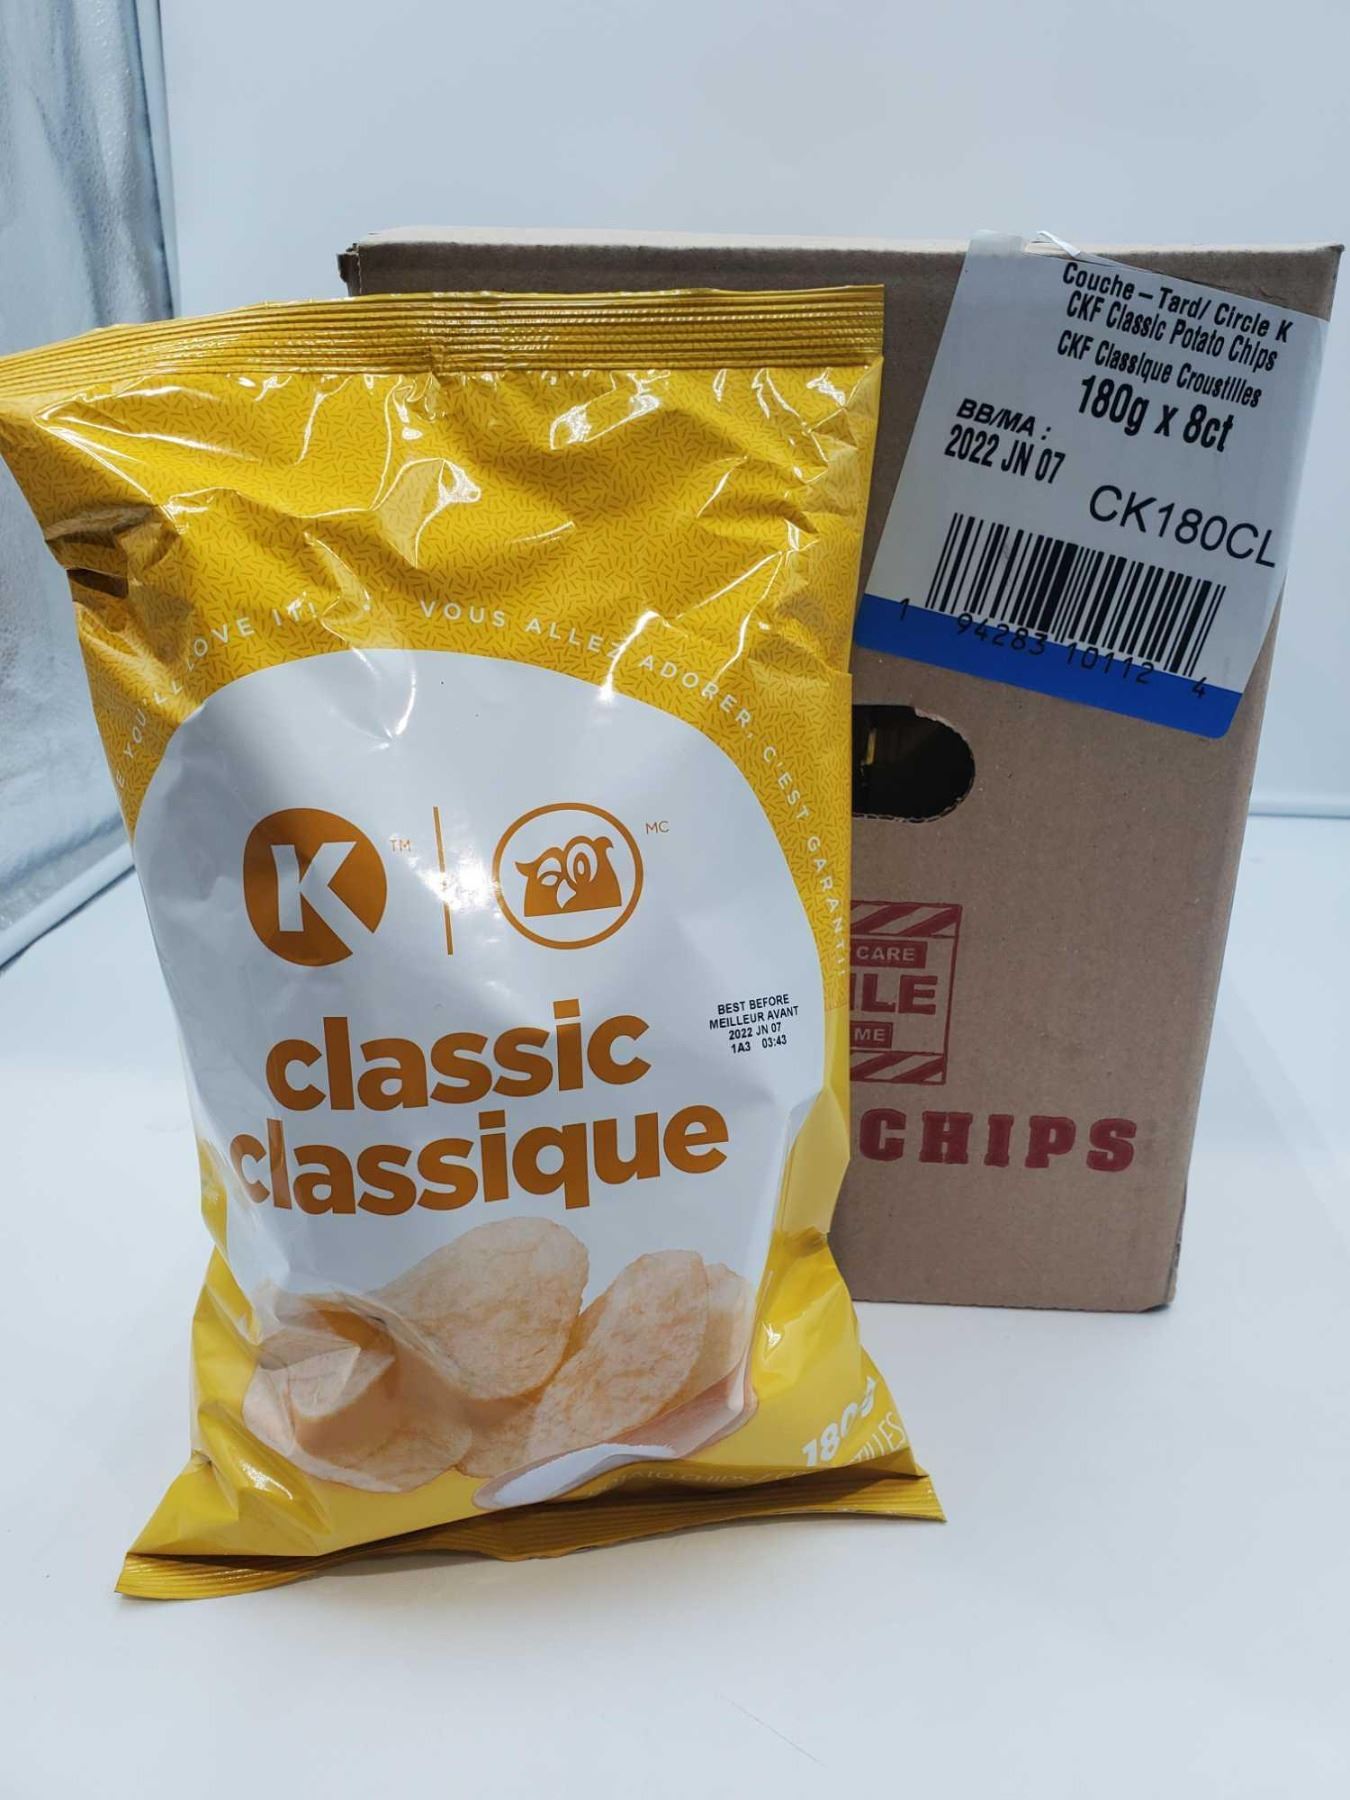 Couche-Tard/ Circle K
CKF Classic Potato Chips
CKF Classique Croustilles
180g x 8ct
BB/MA :
2022 JN 07
CK180CL
1 94283 10112 4
YOU'LL LOVE IT! • VOUS ALLEZ ADORER, C'EST GARANTI!
K TM MC
classic
classique
BEST BEFORE
MEILLEUR AVANT
2022 JN 07
1A3 03:43
CARE
ME
CHIPS
CHIPS